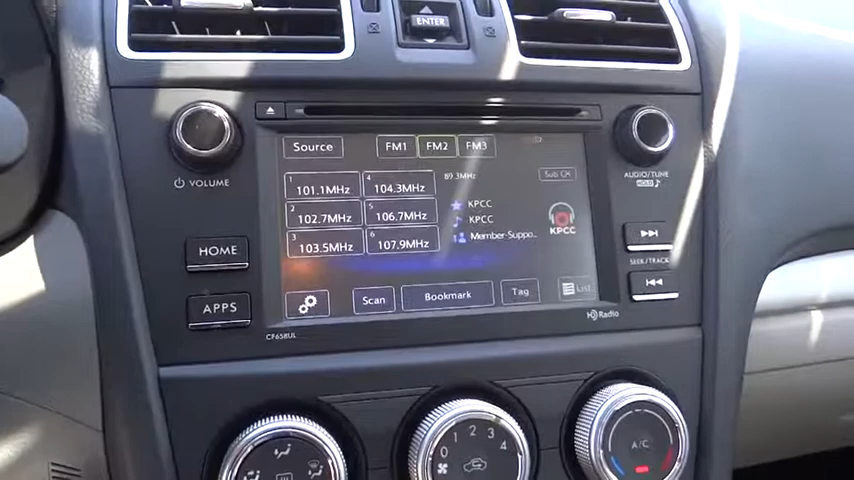 ENTER
Source FM1 FM2 FM3
89.3MHz Sub CH
1 101.1MHz 4 104.3MHz
KPCC
2 102.7MHz 5 106.7MHz
KPCC KPCC
3 103.5MHz 6 107.9MHz
Member-Suppo..
Scan Bookmark Tag List
VOLUME
HOME
APPS
CF658UL
HD Radio
AUDIO/TUNE
HOLD
SEEK/TRACK
0 1 2 3 4
A/C